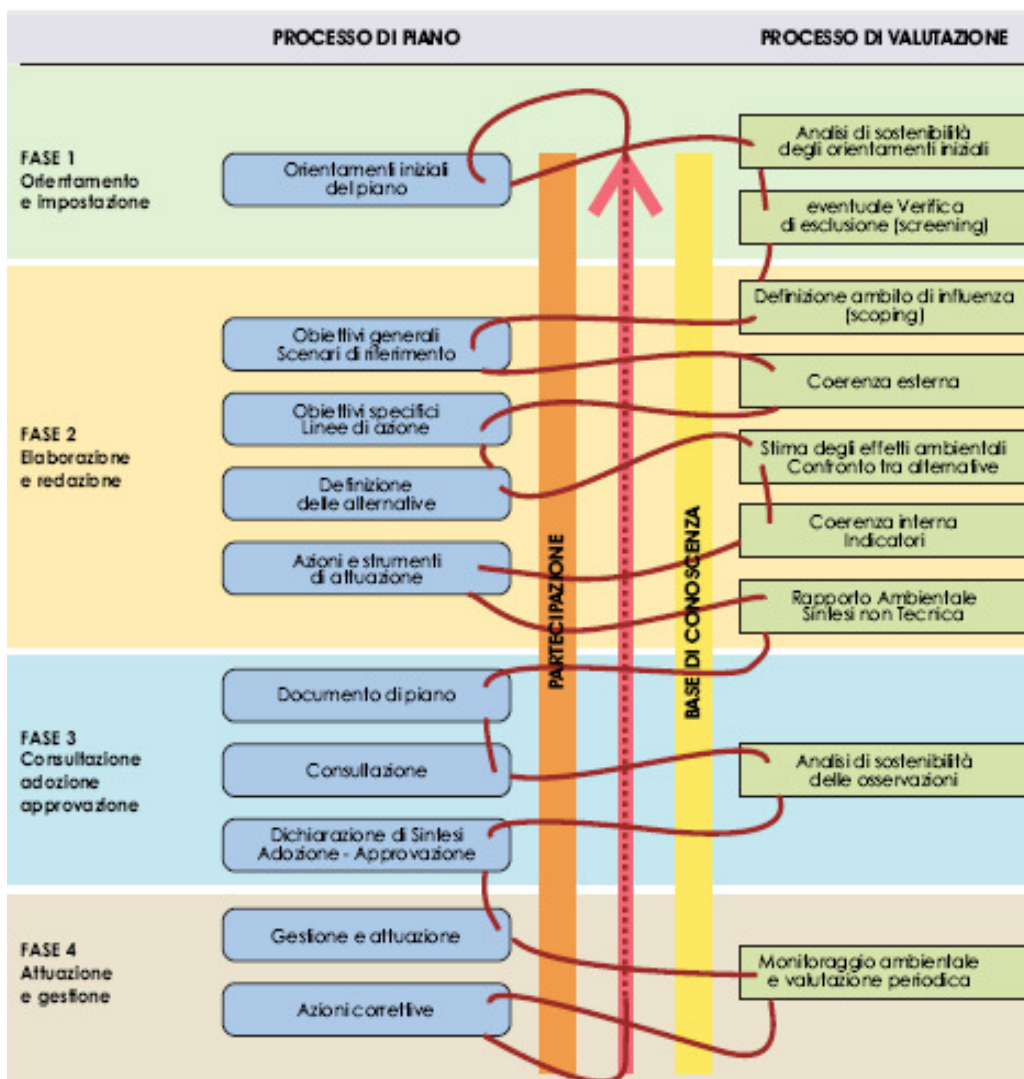 PROCESSO DI PIANO
PROCESSO DI VALUTAZIONE
FASE 1
Orientamento
e impostazione
Orientamenti iniziali
del piano
Analisi di sostenibilità
degli orientamenti iniziali
eventuale Verifica
di esclusione (screening)
FASE 2
Elaborazione
e redazione
Obiettivi generali
Scenari di riferimento
Obiettivi specifici
Linee di azione
Definizione
delle alternative
Azioni e strumenti
di attuazione
Definizione ambito di influenza
(scoping)
Coerenza esterna
Stima degli effetti ambientali
Confronto tra alternative
Coerenza interna
Indicatori
Rapporto Ambientale
Sintesi non Tecnica
PARTECIPAZIONE
BASE DI CONOSCENZA
FASE 3
Consultazione
adozione
approvazione
Documento di piano
Consultazione
Dichiarazione di Sintesi
Adozione - Approvazione
Analisi di sostenibilità
delle osservazioni
FASE 4
Attuazione
e gestione
Gestione e attuazione
Azioni correttive
Monitoraggio ambientale
e valutazione periodica